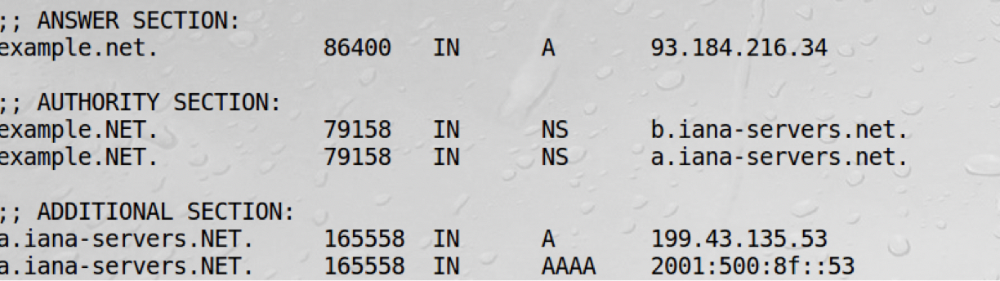 ;; ANSWER SECTION:
example.net. 86400 IN A 93.184.216.34
;; AUTHORITY SECTION:
example.NET. 79158 IN NS b.iana-servers.net.
example.NET. 79158 IN NS a.iana-servers.net.
;; ADDITIONAL SECTION:
a.iana-servers.NET. 165558 IN A 199.43.135.53
a.iana-servers.NET. 165558 IN AAAA 2001:500:8f::53